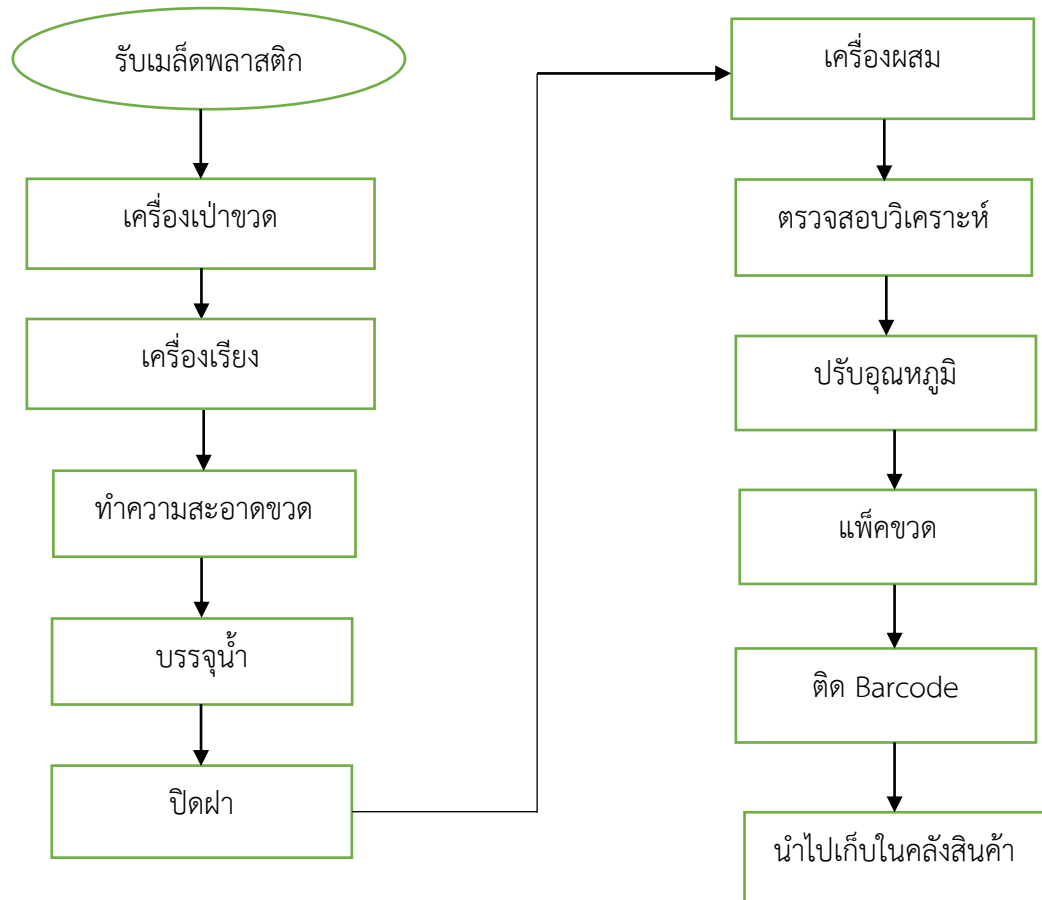 รับเมล็ดพลาสติก
เครื่องเป่าขวด
เครื่องเรียง
ทำความสะอาดขวด
บรรจุน้ำ
ปิดฝา
เครื่องผสม
ตรวจสอบวิเคราะห์
ปรับอุณหภูมิ
แพ็คขวด
ติด Barcode
นำไปเก็บในคลังสินค้า